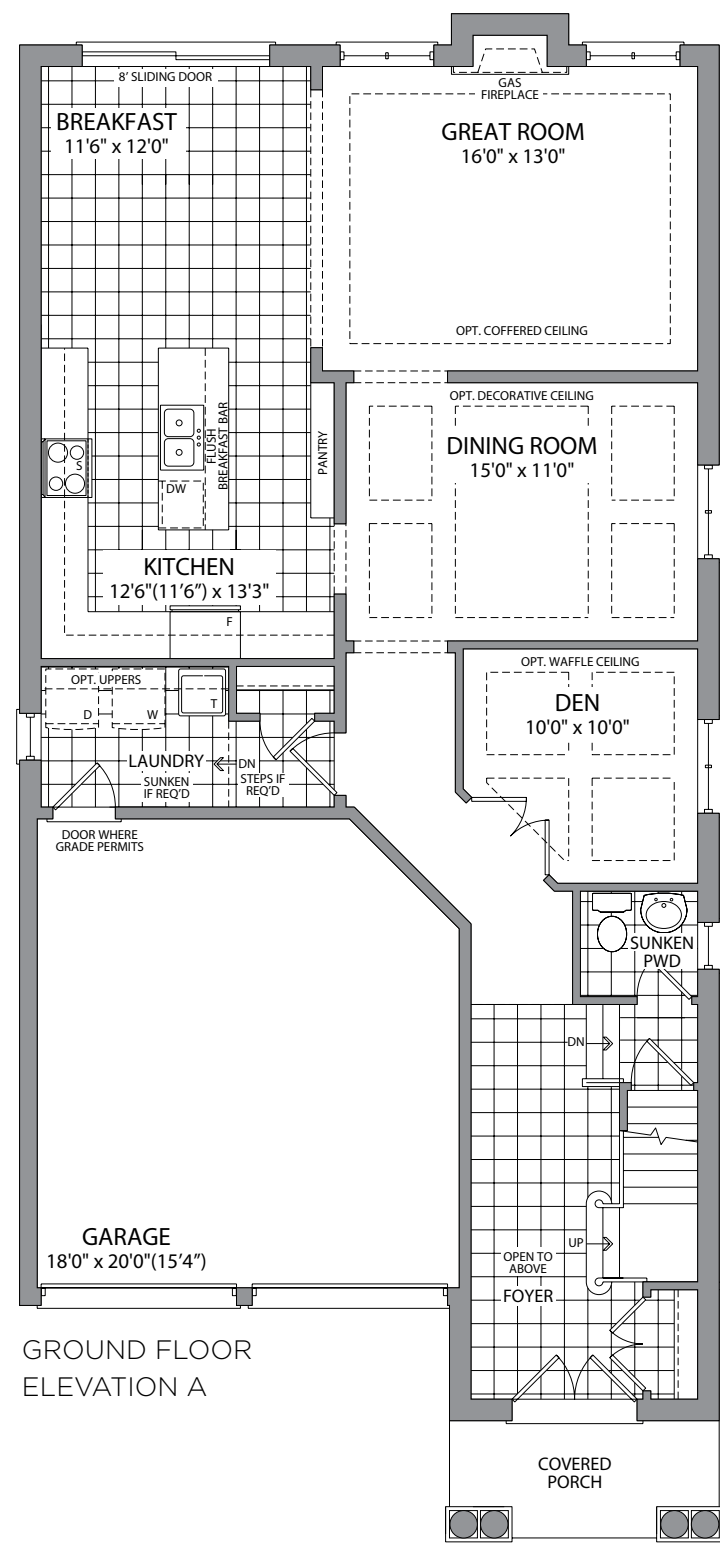 8' SLIDING DOOR
BREAKFAST
11'6" x 12'0"
GAS
FIREPLACE
GREAT ROOM
16'0" x 13'0"
OPT. COFFERED CEILING
OPT. DECORATIVE CEILING
DINING ROOM
15'0" x 11'0"
S
FLUSH
BREAKFAST BAR
DW
PANTRY
KITCHEN
12'6"(11'6") x 13'3"
F
OPT. UPPERS
D
W
T
LAUNDRY
SUNKEN
IF REQ'D
DN
STEPS IF
REQ'D
OPT. WAFFLE CEILING
DEN
10'0" x 10'0"
DOOR WHERE
GRADE PERMITS
SUNKEN
PWD
DN
UP
OPEN TO
ABOVE
FOYER
GARAGE
18'0" x 20'0"(15'4")
GROUND FLOOR
ELEVATION A
COVERED
PORCH